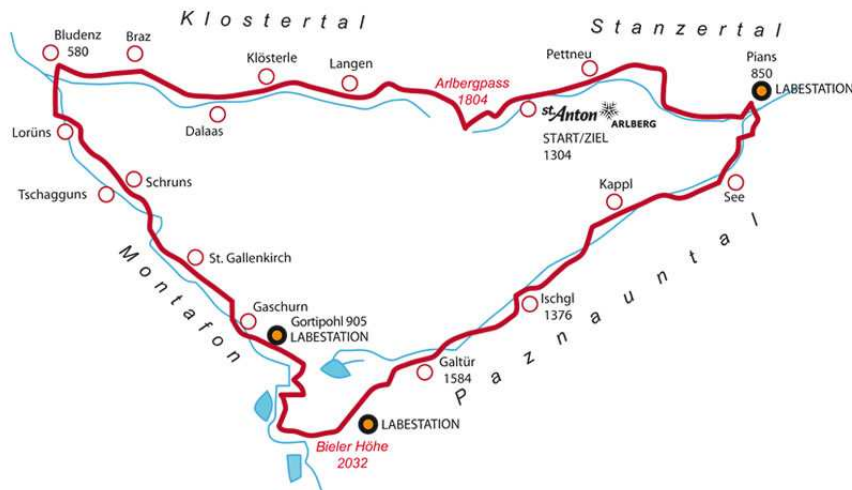 Klostertal
Stanzertal
Bludenz
580
Braz
Klösterle
Langen
Dalaas
Arlbergpass
1804
Pettneu
Pians
850
LABESTATION
St. Anton
ARLBERG
START/ZIEL
1304
Lorüns
Schruns
Tschagguns
Kappl
See
Montafon
St. Gallenkirch
Gaschurn
Gortipohl 905
LABESTATION
Ischgl
1376
Paznauntal
Galtür
1584
LABESTATION
Bieler Höhe
2032